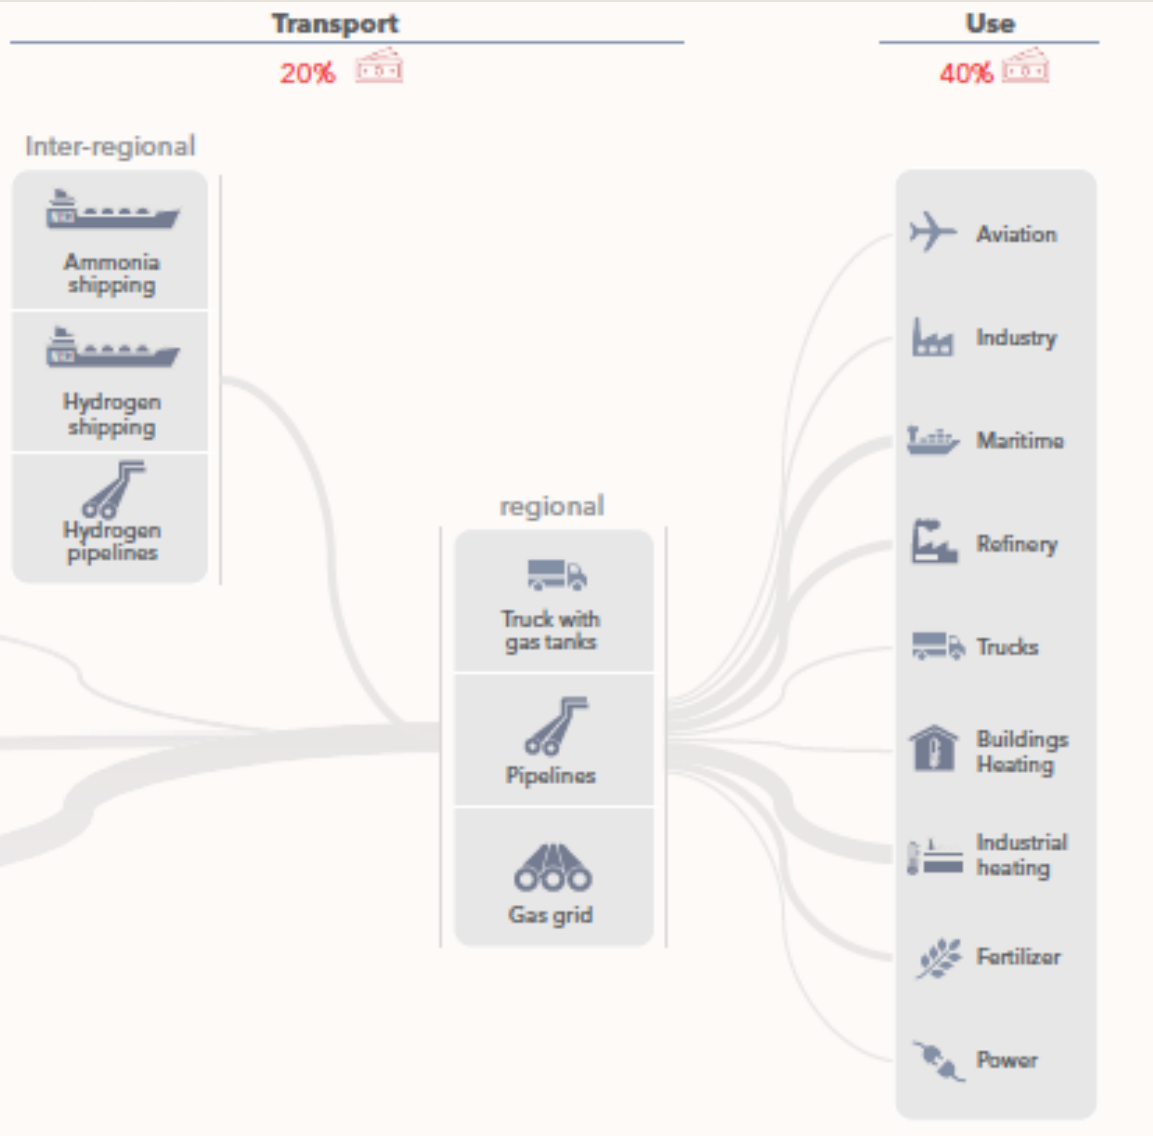 Transport
20%
Use
40%
Inter-regional
Ammonia
shipping
Hydrogen
shipping
Hydrogen
pipelines
regional
Truck with
gas tanks
Pipelines
Gas grid
Aviation
Industry
Maritime
Refinery
Trucks
Buildings
Heating
Industrial
heating
Fertilizer
Power